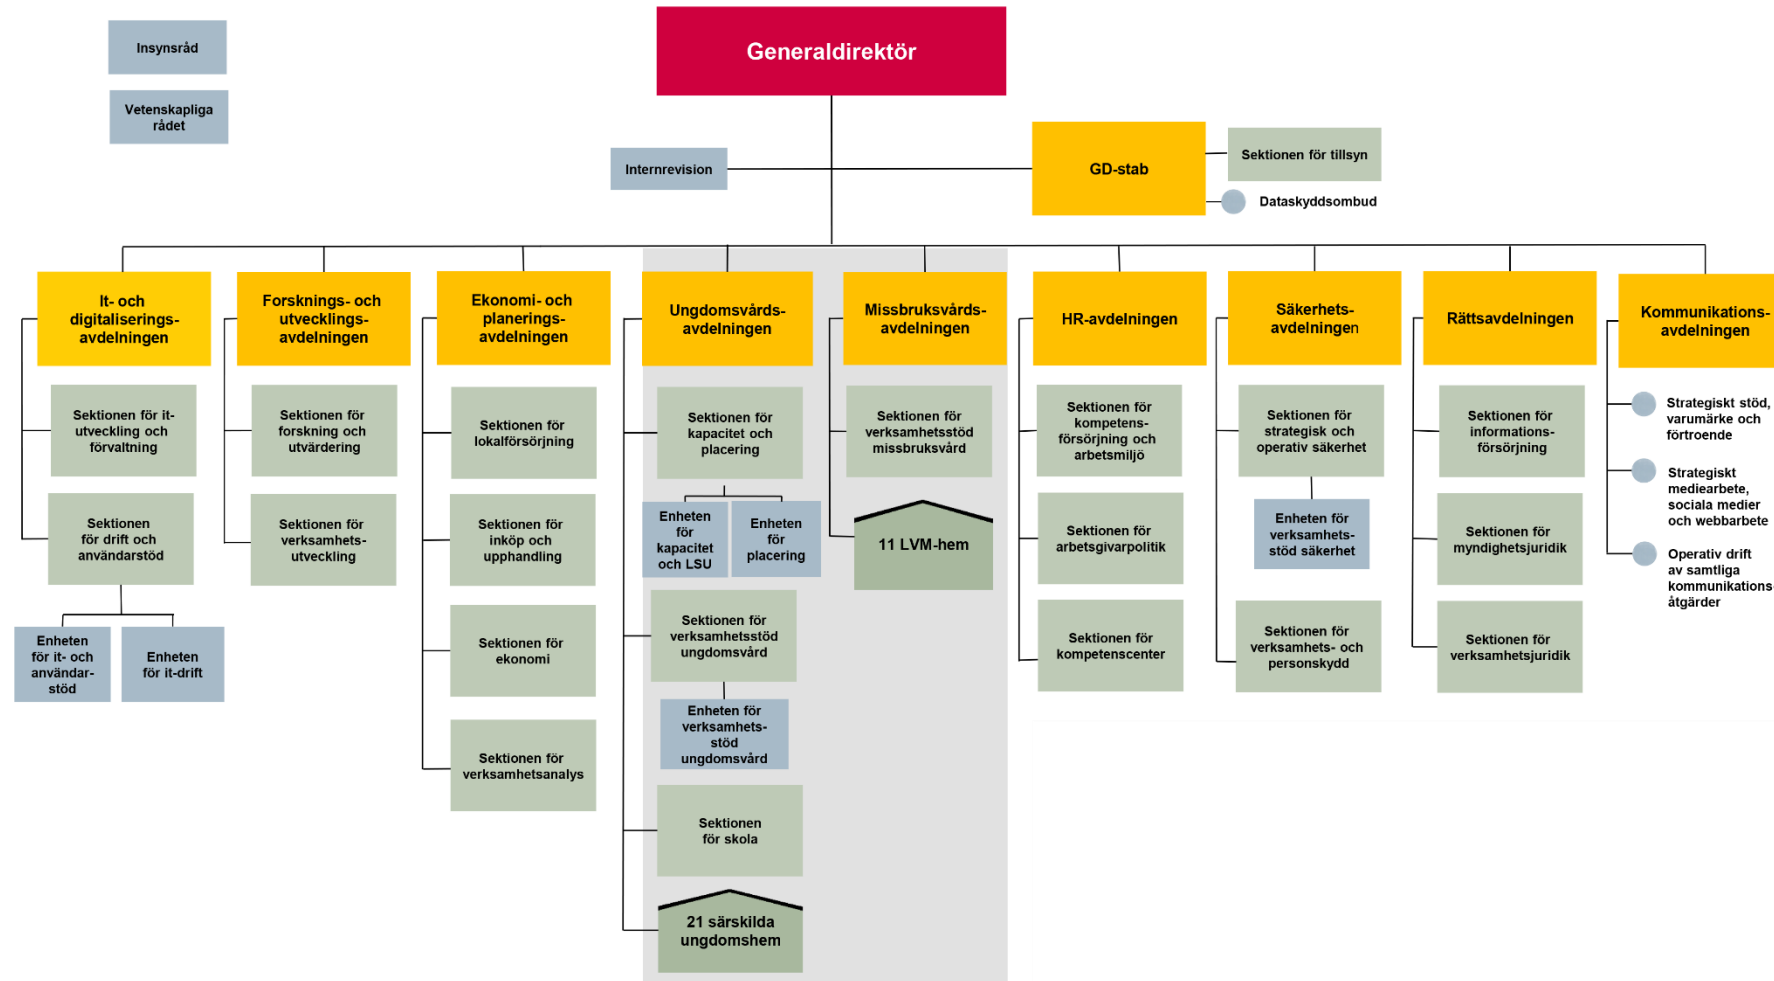 Insynsråd
Vetenskapliga
rådet
Generaldirektör
Internrevision
GD-stab
Sektionen för tillsyn
Dataskyddsombud
It- och
digitaliserings-
avdelningen
Sektionen för it-
utveckling och
förvaltning
Sektionen
för drift och
användarstöd
Enheten
för it- och
användar-
stöd
Enheten
för it-drift
Forsknings- och
utvecklings-
avdelningen
Sektionen för
forskning och
utvärdering
Sektionen för
verksamhets-
utveckling
Ekonomi- och
planerings-
avdelningen
Sektionen för
lokalförsörjning
Sektionen för
inköp och
upphandling
Sektionen för
ekonomi
Sektionen för
verksamhetsanalys
Ungdomsvårds-
avdelningen
Sektionen för
kapacitet och
placering
Enheten
för
kapacitet
och LSU
Enheten
för
placering
Sektionen för
verksamhetsstöd
ungdomsvård
Enheten för
verksamhets-
stöd
ungdomsvård
Sektionen
för skola
21 särskilda
ungdomshem
Missbruksvårds-
avdelningen
Sektionen för
verksamhetsstöd
missbruksvård
11 LVM-hem
HR-avdelningen
Sektionen för
kompetens-
försörjning och
arbetsmiljö
Sektionen för
arbetsgivarpolitik
Sektionen för
kompetenscenter
Säkerhets-
avdelningen
Sektionen för
strategisk och
operativ säkerhet
Enheten för
verksamhets-
stöd säkerhet
Sektionen för
verksamhets- och
personskydd
Rättsavdelningen
Sektionen för
informations-
försörjning
Sektionen för
myndighetsjuridik
Sektionen för
verksamhetsjuridik
Kommunikations-
avdelningen
Strategiskt stöd,
varumärke och
förtroende
Strategiskt
mediearbete,
sociala medier
och webbarbete
Operativ drift
av samtliga
kommunikations
åtgärder